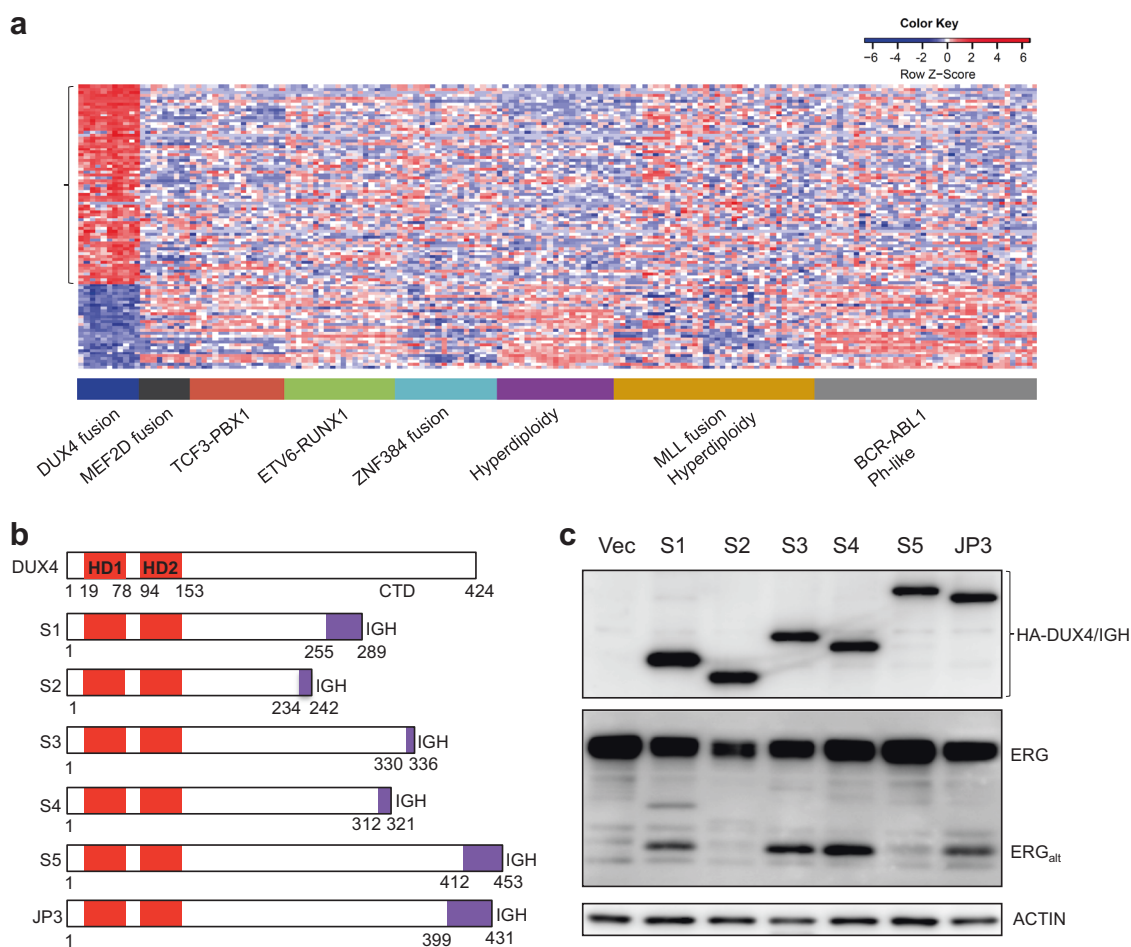 a
Color Key
-6 -4 -2 0 2 4 6
Row Z-Score
DUX4 fusion
MEF2D fusion
TCF3-PBX1
ETV6-RUNX1
ZNF384 fusion
Hyperdiploidy
MLL fusion
Hyperdiploidy
BCR-ABL1
Ph-like
b
DUX4 HD1 HD2
1 19 78 94 153 CTD 424
S1 IGH
1 255 289
S2 IGH
1 234 242
S3 IGH
1 330 336
S4 IGH
1 312 321
S5 IGH
1 412 453
JP3 IGH
1 399 431
c
Vec S1 S2 S3 S4 S5 JP3
HA-DUX4/IGH
ERG
ERGalt
ACTIN